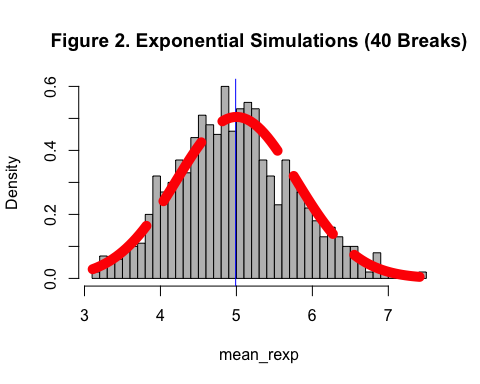 Figure 2. Exponential Simulations (40 Breaks)
0.6
0.4
0.2
0.0
Density
3 4 5 6 7
mean_rexp